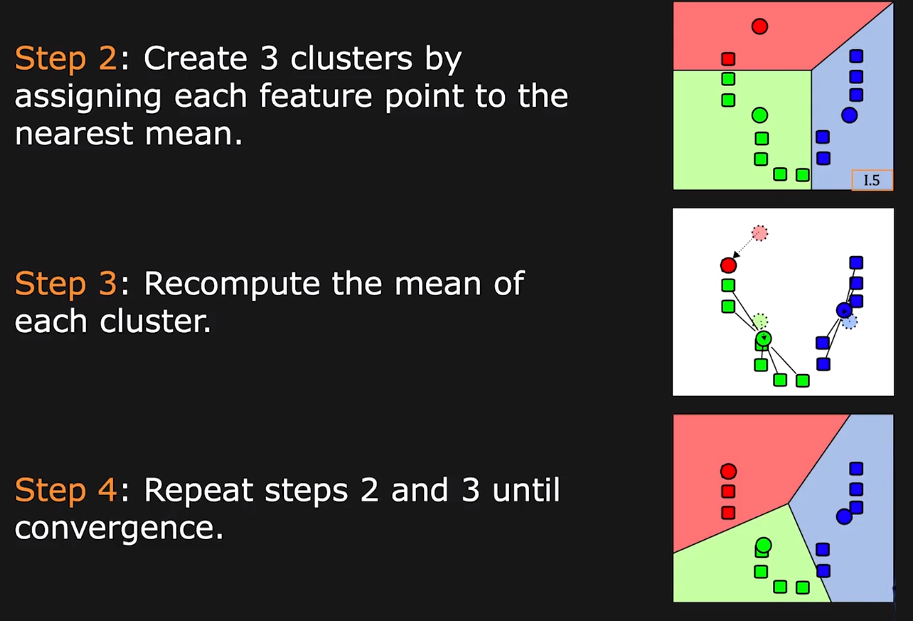 Step 2: Create 3 clusters by
assigning each feature point to the
nearest mean.
I.5
Step 3: Recompute the mean of
each cluster.
Step 4: Repeat steps 2 and 3 until
convergence.